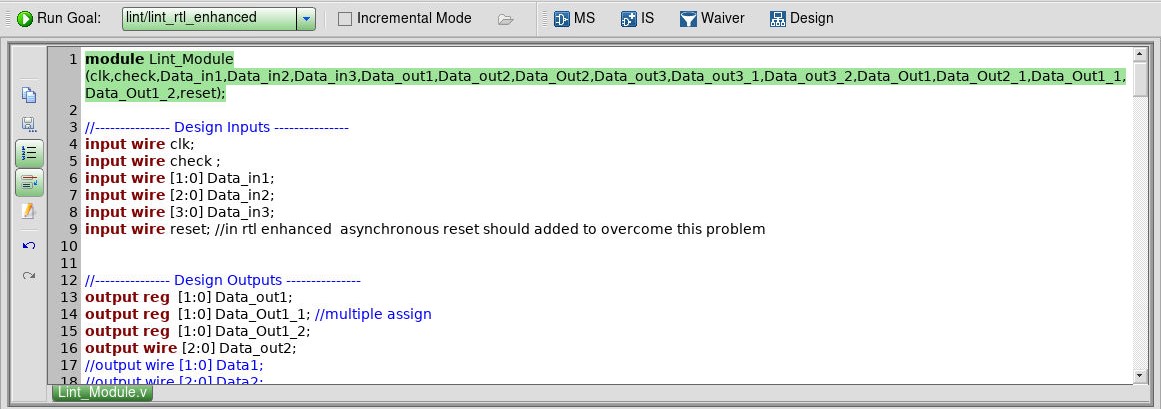 Run Goal: lint/lint_rtl_enhanced Incremental Mode MS IS Waiver Design
1 module Lint_Module
(clk,check,Data_in1,Data_in2,Data_in3,Data_out1,Data_out2,Data_Out2,Data_out3,Data_out3_1,Data_out3_2,Data_Out1,Data_Out2_1,Data_Out1_1,
Data_Out1_2,reset);
2
3 //--------------- Design Inputs ---------------
4 input wire clk;
5 input wire check ;
6 input wire [1:0] Data_in1;
7 input wire [2:0] Data_in2;
8 input wire [3:0] Data_in3;
9 input wire reset; //in rtl enhanced  asynchronous reset should added to overcome this problem
10
11
12 //--------------- Design Outputs ---------------
13 output reg  [1:0] Data_out1;
14 output reg  [1:0] Data_Out1_1; //multiple assign
15 output reg  [1:0] Data_Out1_2;
16 output wire [2:0] Data_out2;
17 //output wire [1:0] Data1;
18 //output wire [2:0] Data2;
Lint_Module.v